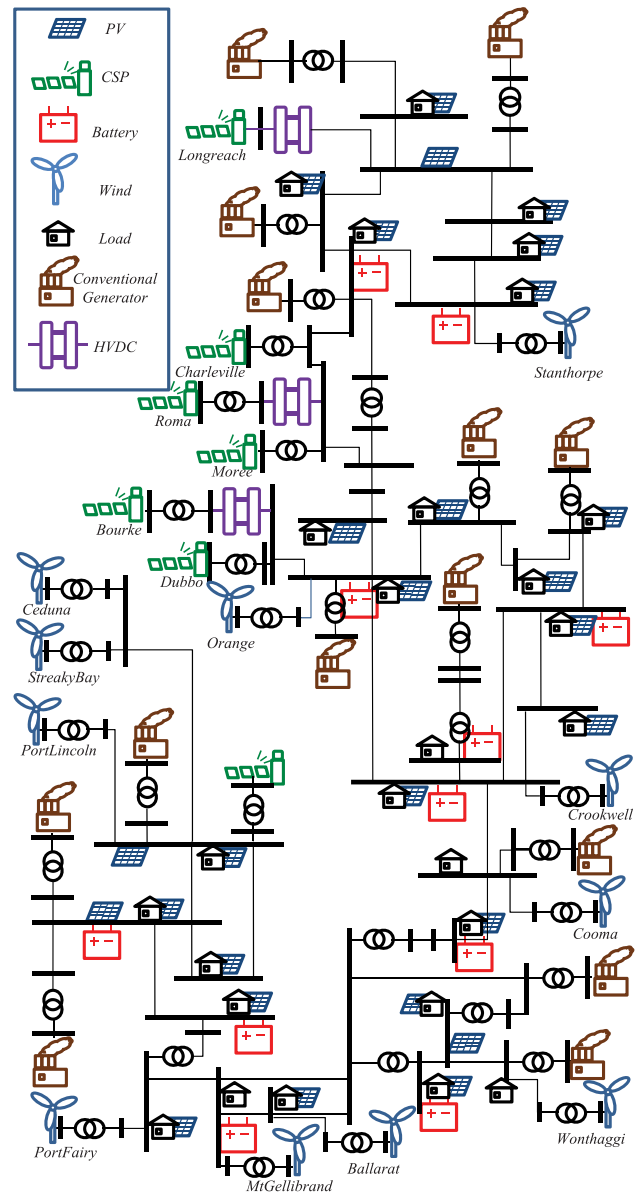 PV
CSP
Battery
Wind
Load
Conventional
Generator
HVDC
Longreach
Stanthorpe
Charleville
Roma
Moree
Bourke
Dubbo
Ceduna
Orange
StreakyBay
PortLincoln
Crookwell
Cooma
PortFairy
MtGellibrand
Ballarat
Wonthaggi